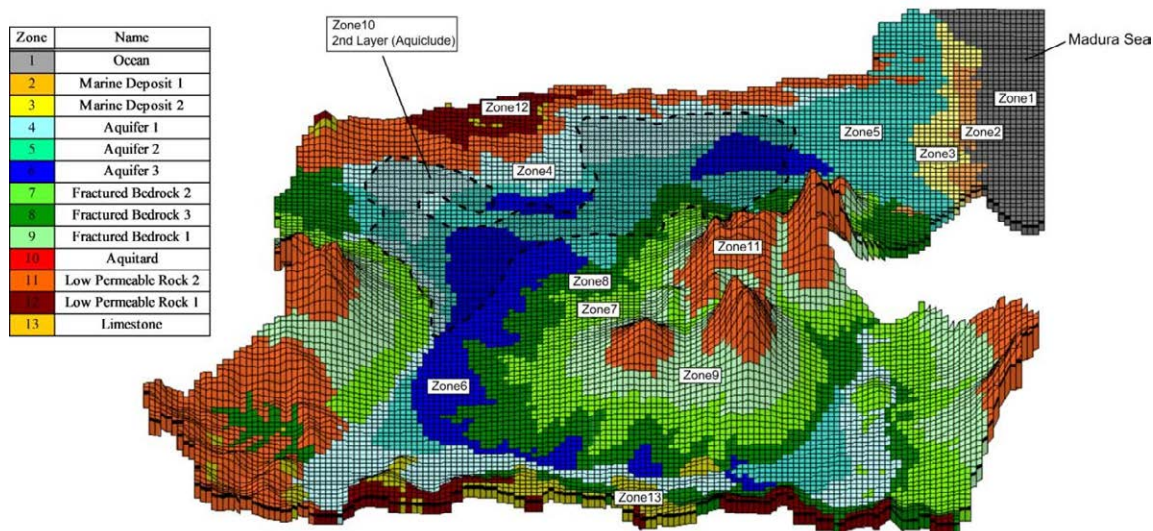 Zone Name
1 Ocean
2 Marine Deposit 1
3 Marine Deposit 2
4 Aquifer 1
5 Aquifer 2
6 Aquifer 3
7 Fractured Bedrock 2
8 Fractured Bedrock 3
9 Fractured Bedrock 1
10 Aquitard
11 Low Permeable Rock 2
12 Low Permeable Rock 1
13 Limestone
Zone10
2nd Layer (Aquiclude)
Madura Sea
Zone12
Zone1
Zone5
Zone2
Zone3
Zone4
Zone11
Zone8
Zone7
Zone9
Zone6
Zone13